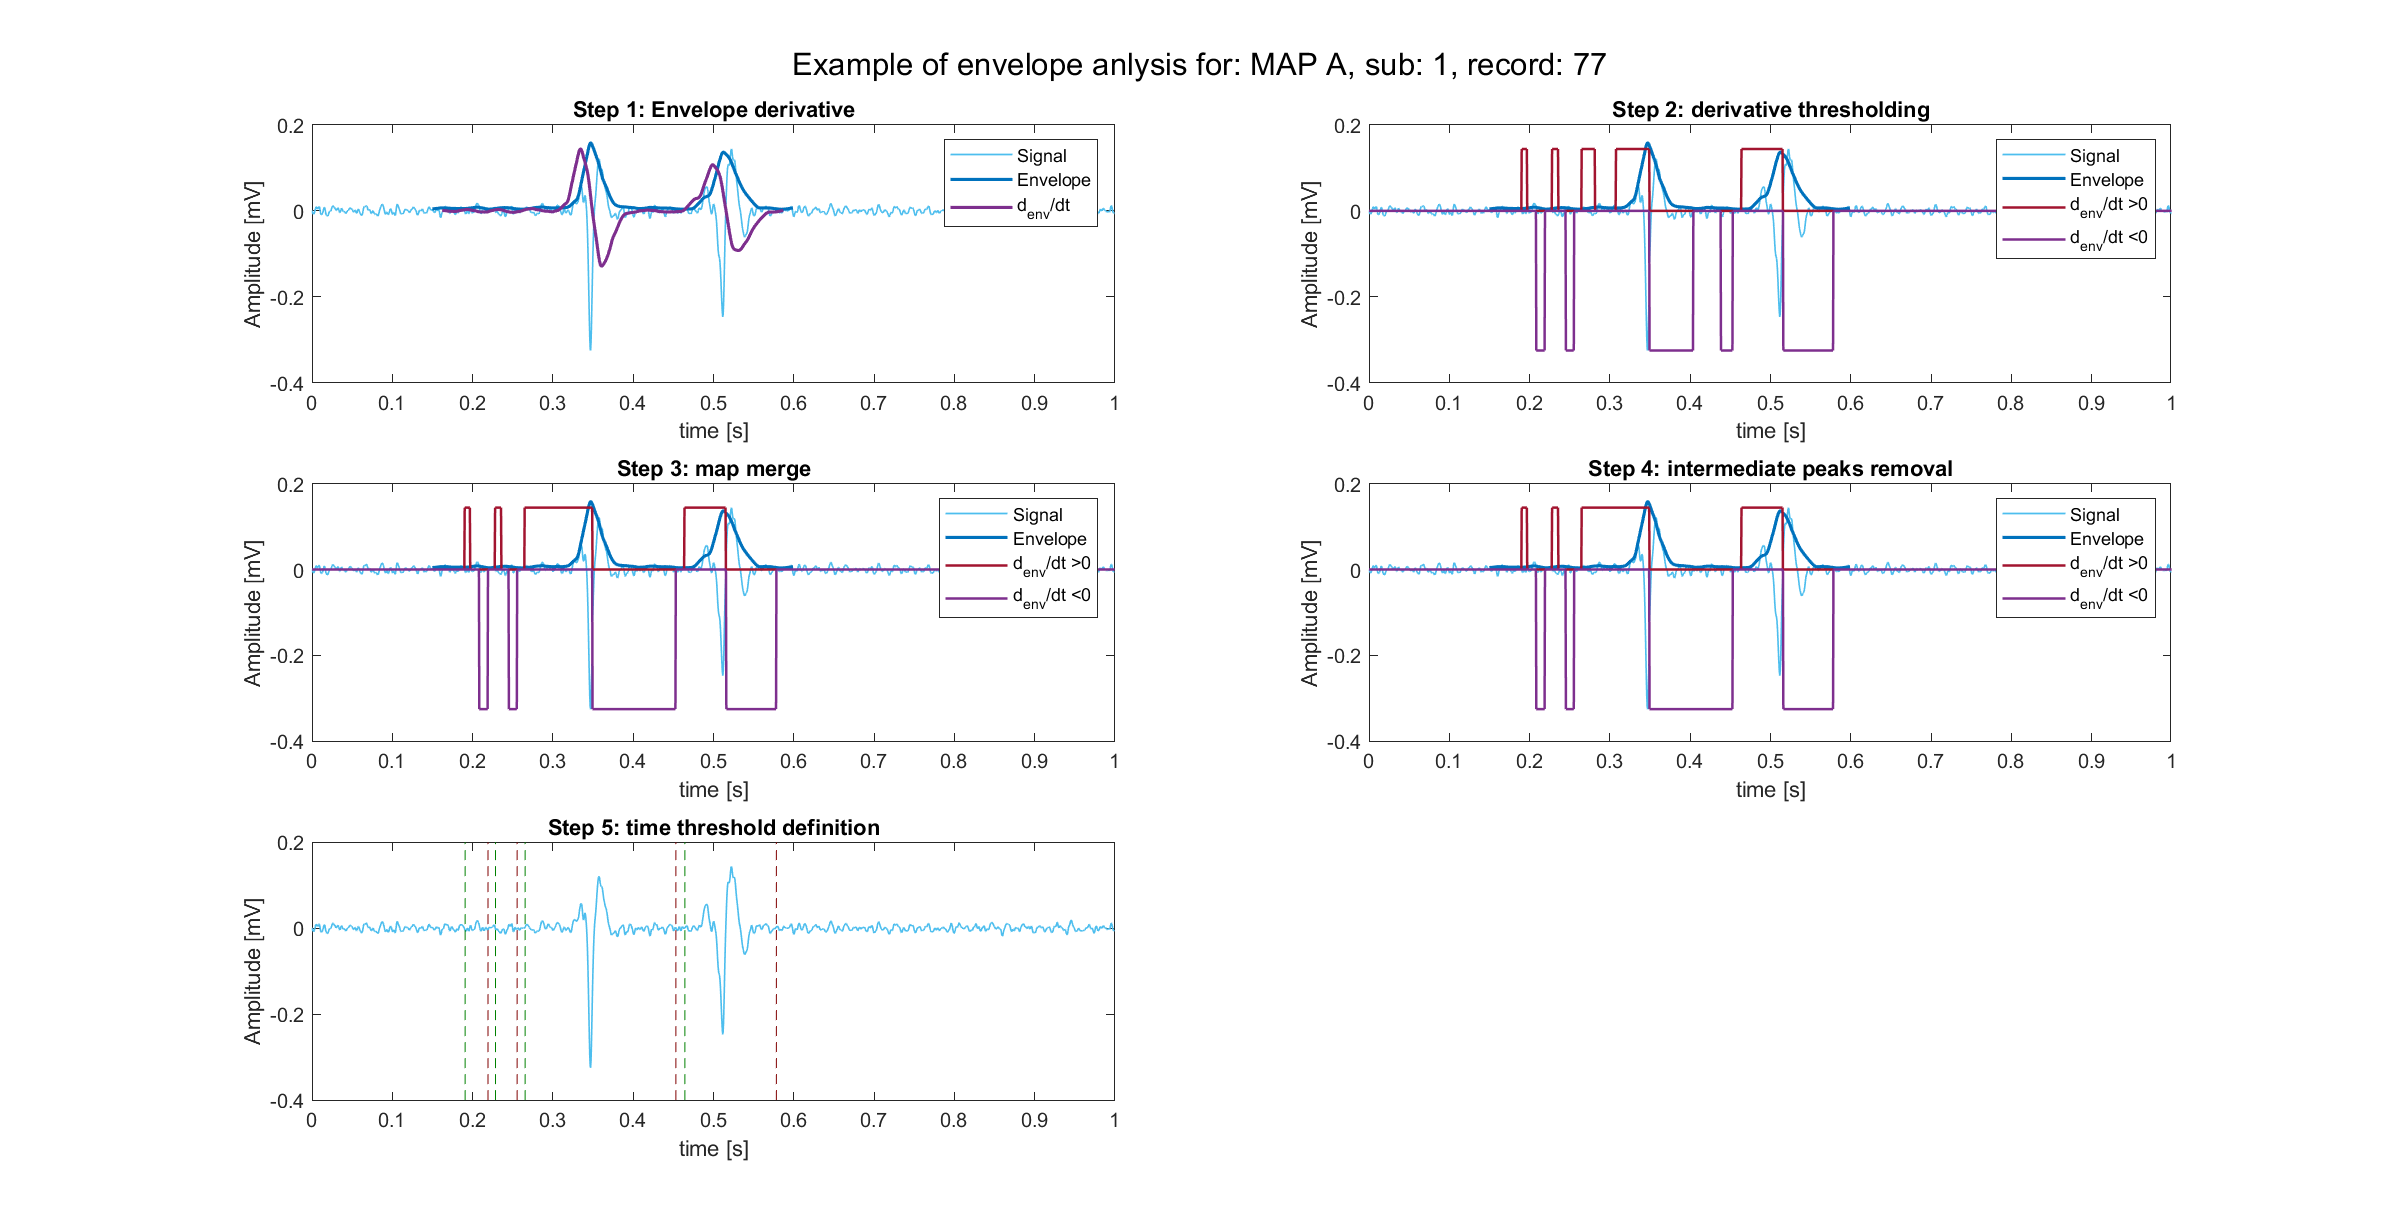 Example of envelope anlysis for: MAP A, sub: 1, record: 77
Step 1: Envelope derivative
Amplitude [mV]
0.2
0
-0.2
-0.4
0 0.1 0.2 0.3 0.4 0.5 0.6 0.7 0.8 0.9 1
time [s]
Signal
Envelope
d_env/dt
Step 2: derivative thresholding
Amplitude [mV]
0.2
0
-0.2
-0.4
0 0.1 0.2 0.3 0.4 0.5 0.6 0.7 0.8 0.9 1
time [s]
Signal
Envelope
d_env/dt >0
d_env/dt <0
Step 3: map merge
Amplitude [mV]
0.2
0
-0.2
-0.4
0 0.1 0.2 0.3 0.4 0.5 0.6 0.7 0.8 0.9 1
time [s]
Signal
Envelope
d_env/dt >0
d_env/dt <0
Step 4: intermediate peaks removal
Amplitude [mV]
0.2
0
-0.2
-0.4
0 0.1 0.2 0.3 0.4 0.5 0.6 0.7 0.8 0.9 1
time [s]
Signal
Envelope
d_env/dt >0
d_env/dt <0
Step 5: time threshold definition
Amplitude [mV]
0.2
0
-0.2
-0.4
0 0.1 0.2 0.3 0.4 0.5 0.6 0.7 0.8 0.9 1
time [s]